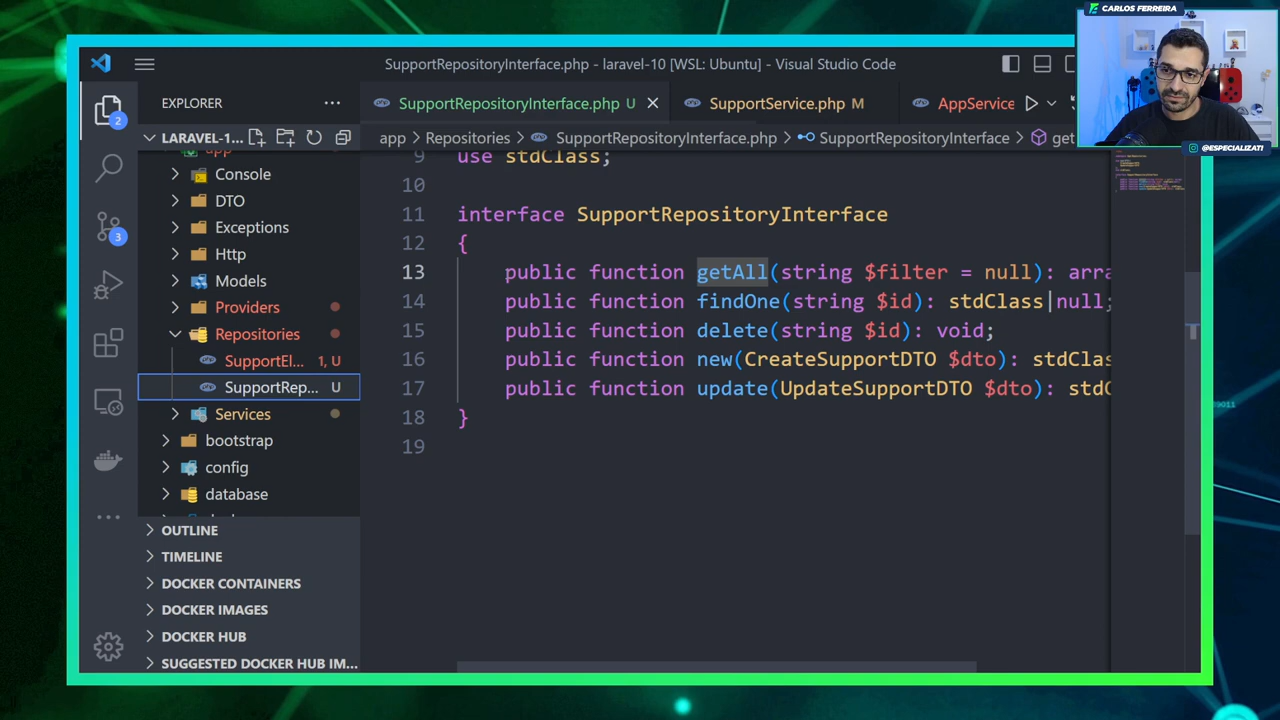 CARLOS FERREIRA
SupportRepositoryInterface.php - laravel-10 [WSL: Ubuntu] - Visual Studio Code
EXPLORER
SupportRepositoryInterface.php U
SupportService.php M
AppService
@ESPECIALIZATI
LARAVEL-1...
app > Repositories > SupportRepositoryInterface.php > SupportRepositoryInterface > get
app
Console
DTO
Exceptions
Http
Models
Providers
Repositories
SupportEl... 1, U
SupportRep... U
Services
bootstrap
config
database
OUTLINE
TIMELINE
DOCKER CONTAINERS
DOCKER IMAGES
DOCKER HUB
SUGGESTED DOCKER HUB IM...
2
3
9 use stdClass;
10
11 interface SupportRepositoryInterface
12 {
13 public function getAll(string $filter = null): arra
14 public function findOne(string $id): stdClass|null;
15 public function delete(string $id): void;
16 public function new(CreateSupportDTO $dto): stdClas
17 public function update(UpdateSupportDTO $dto): stdC
18 }
19